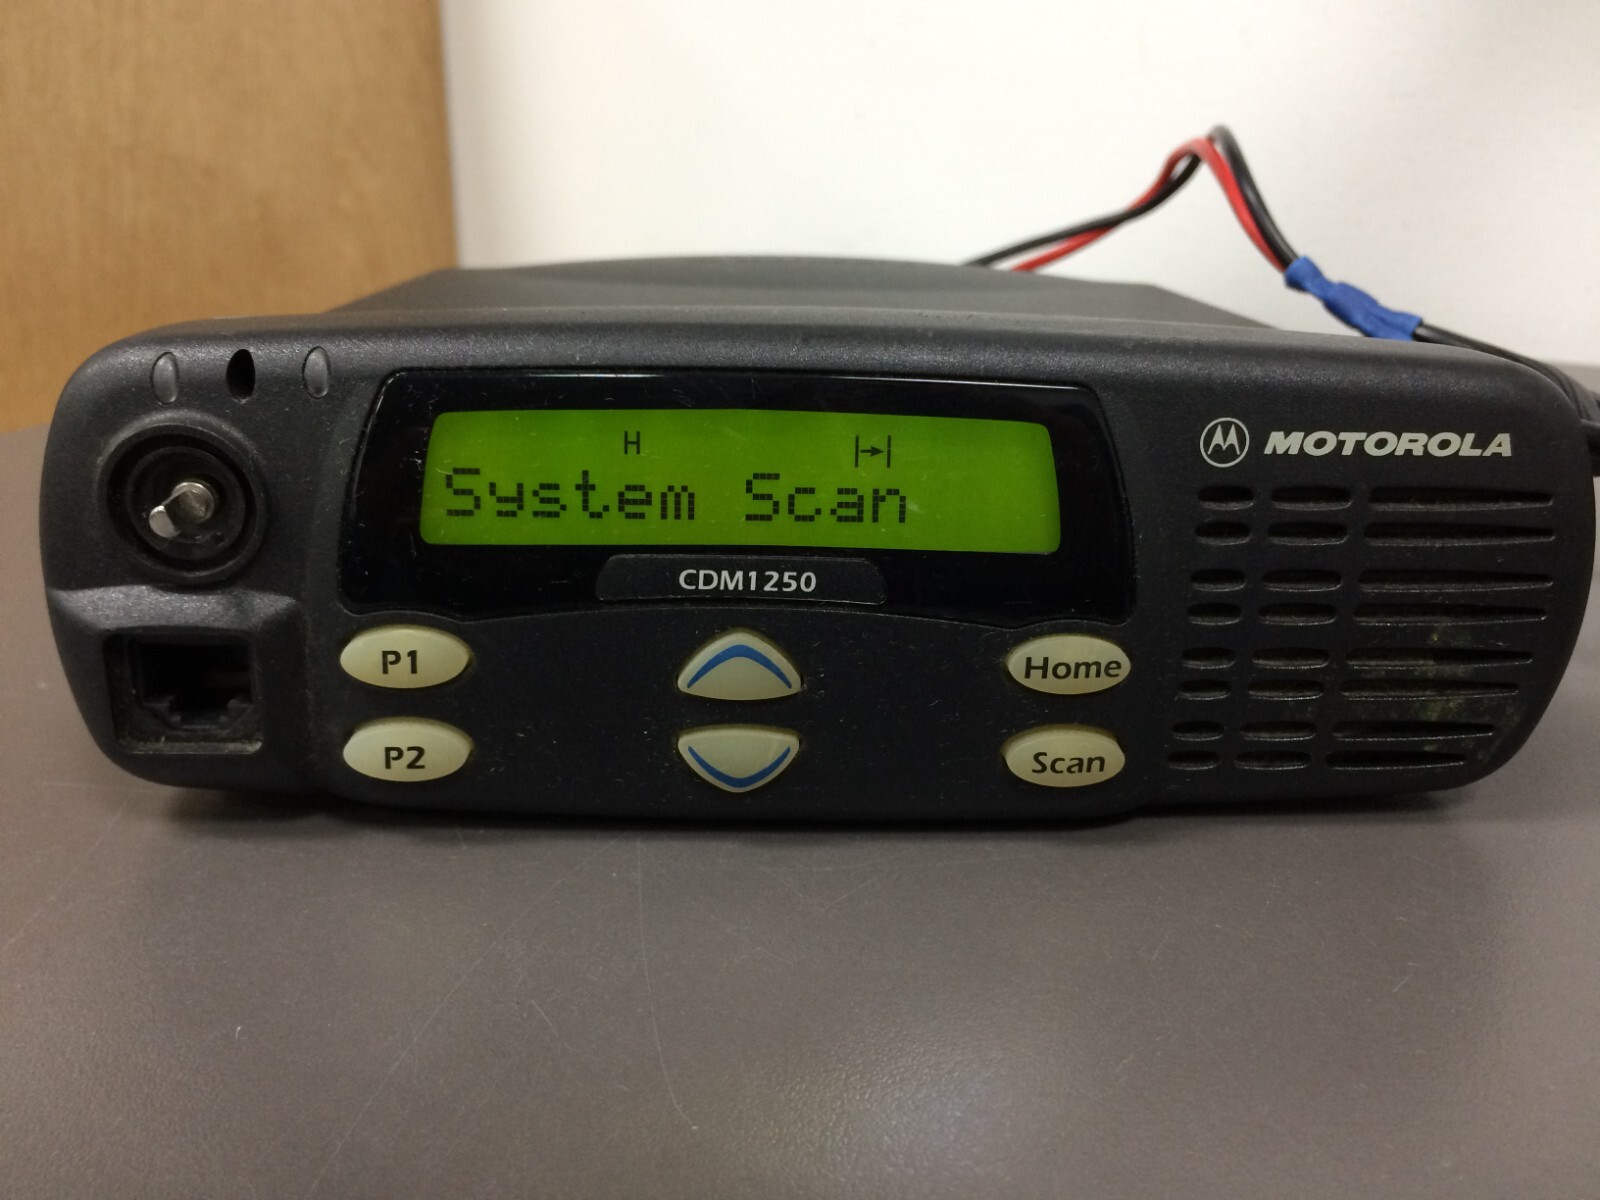 H
System Scan
MOTOROLA
CDM1250
P1
Home
P2
Scan